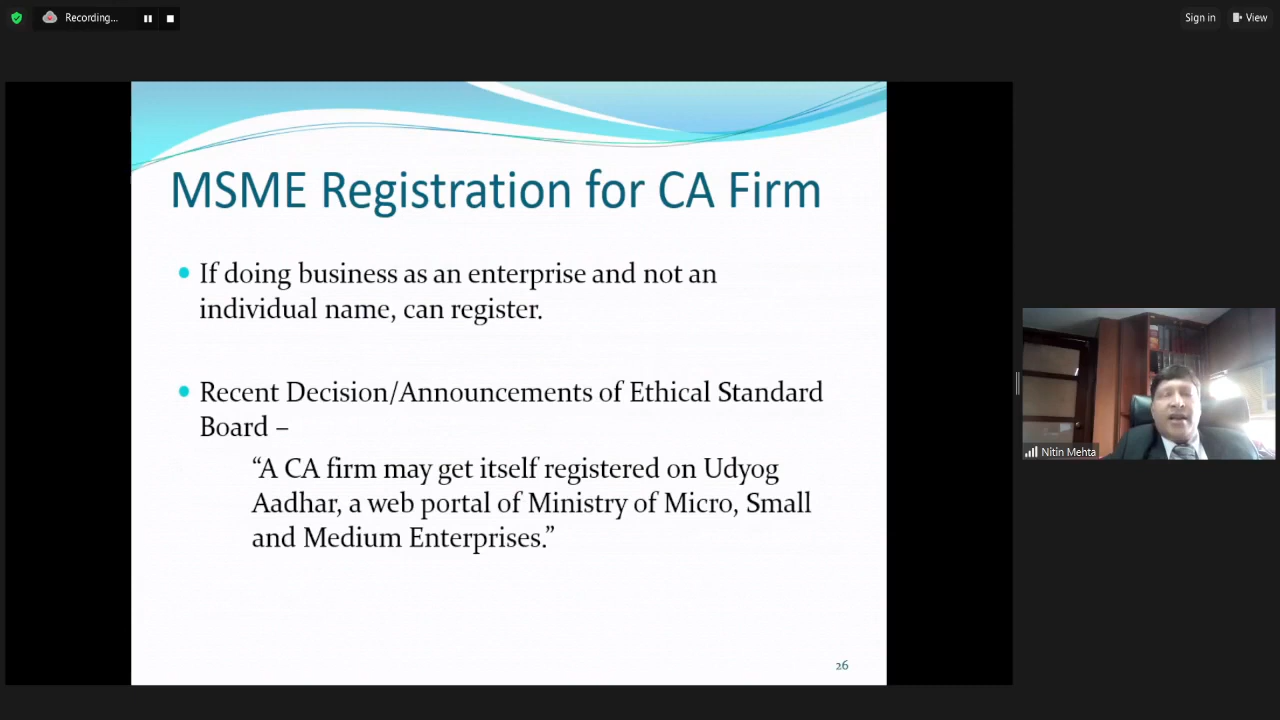 Recording...
Sign in
View
MSME Registration for CA Firm
If doing business as an enterprise and not an
individual name, can register.
Recent Decision/Announcements of Ethical Standard
Board –
“A CA firm may get itself registered on Udyog
Aadhar, a web portal of Ministry of Micro, Small
and Medium Enterprises.”
26
Nitin Mehta